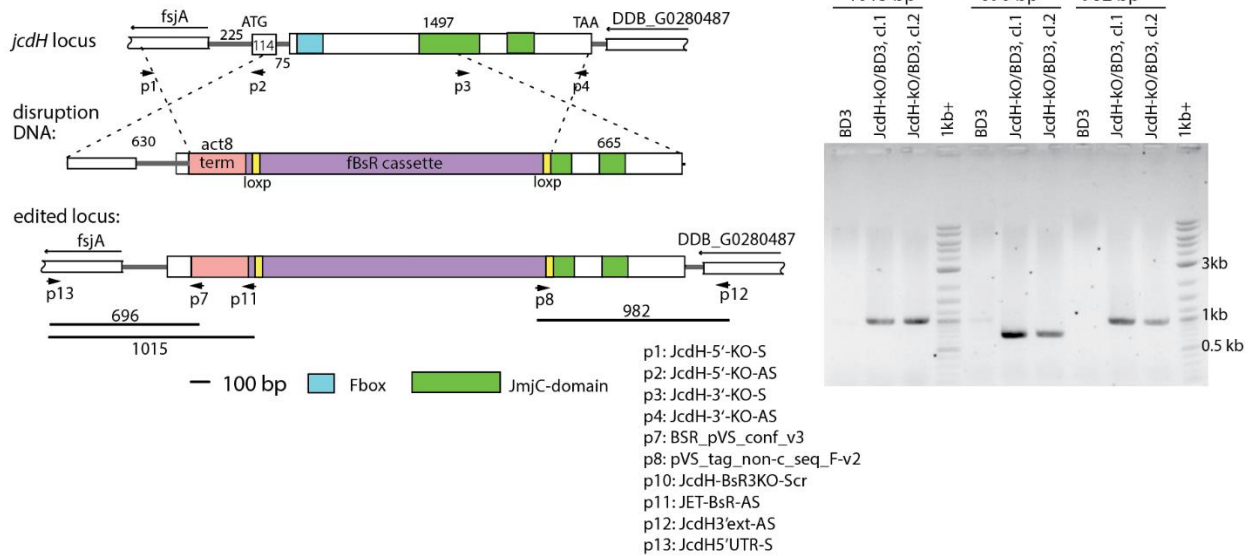 fsjA
ATG
1497
TAA
DDB_G0280487
jcdH locus
225
114
75
p1
p2
p3
p4
disruption
DNA:
630
act8
term
fBsR cassette
665
loxp
loxp
edited locus:
fsjA
DDB_G0280487
p13
p7
p11
p8
p12
696
982
1015
100 bp
Fbox
JmjC-domain
p1: JcdH-5'-KO-S
p2: JcdH-5'-KO-AS
p3: JcdH-3'-KO-S
p4: JcdH-3'-KO-AS
p7: BSR_pVS_conf_v3
p8: pVS_tag_non-c_seq_F-v2
p10: JcdH-BsR3KO-Scr
p11: JET-BsR-AS
p12: JcdH3'ext-AS
p13: JcdH5'UTR-S
BD3
JcdH-kO/BD3, cl.1
JcdH-kO/BD3, cl.2
1kb+
BD3
JcdH-kO/BD3, cl.1
JcdH-kO/BD3, cl.2
BD3
JcdH-kO/BD3, cl.1
JcdH-kO/BD3, cl.2
1kb+
3kb
1kb
0.5 kb